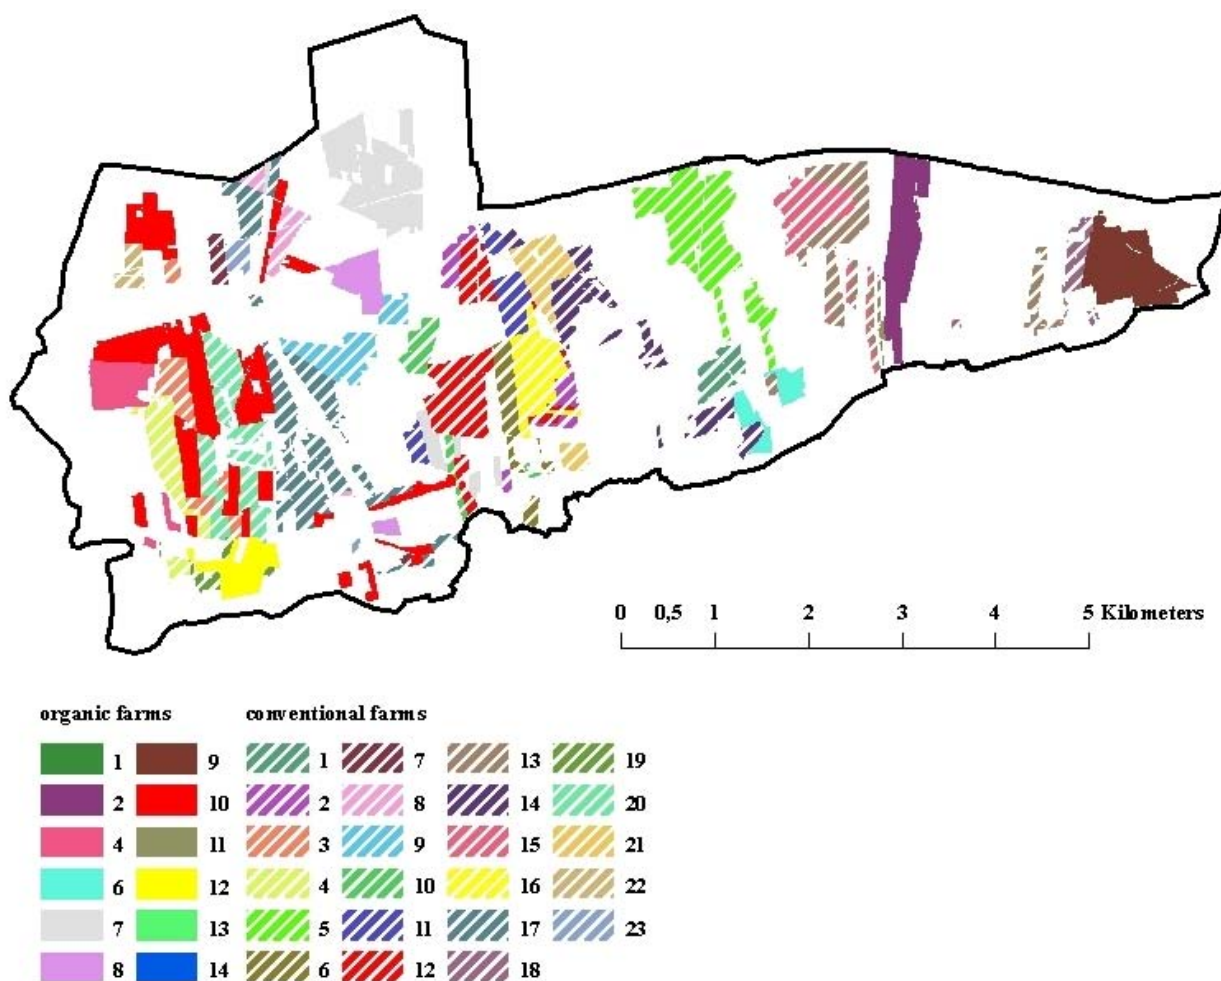 0 0,5 1 2 3 4 5 Kilometers
organic farms conventional farms
1 9 1 7 13 19
2 10 2 8 14 20
4 11 3 9 15 21
6 12 4 10 16 22
7 13 5 11 17 23
8 14 6 12 18